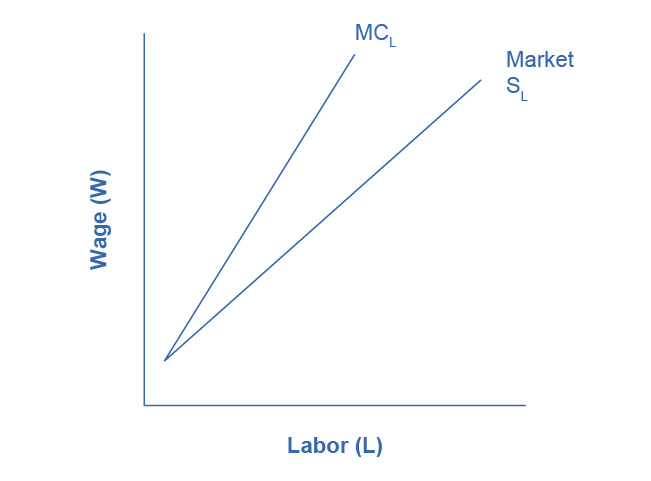 MCL
Market
SL
Wage (W)
Labor (L)